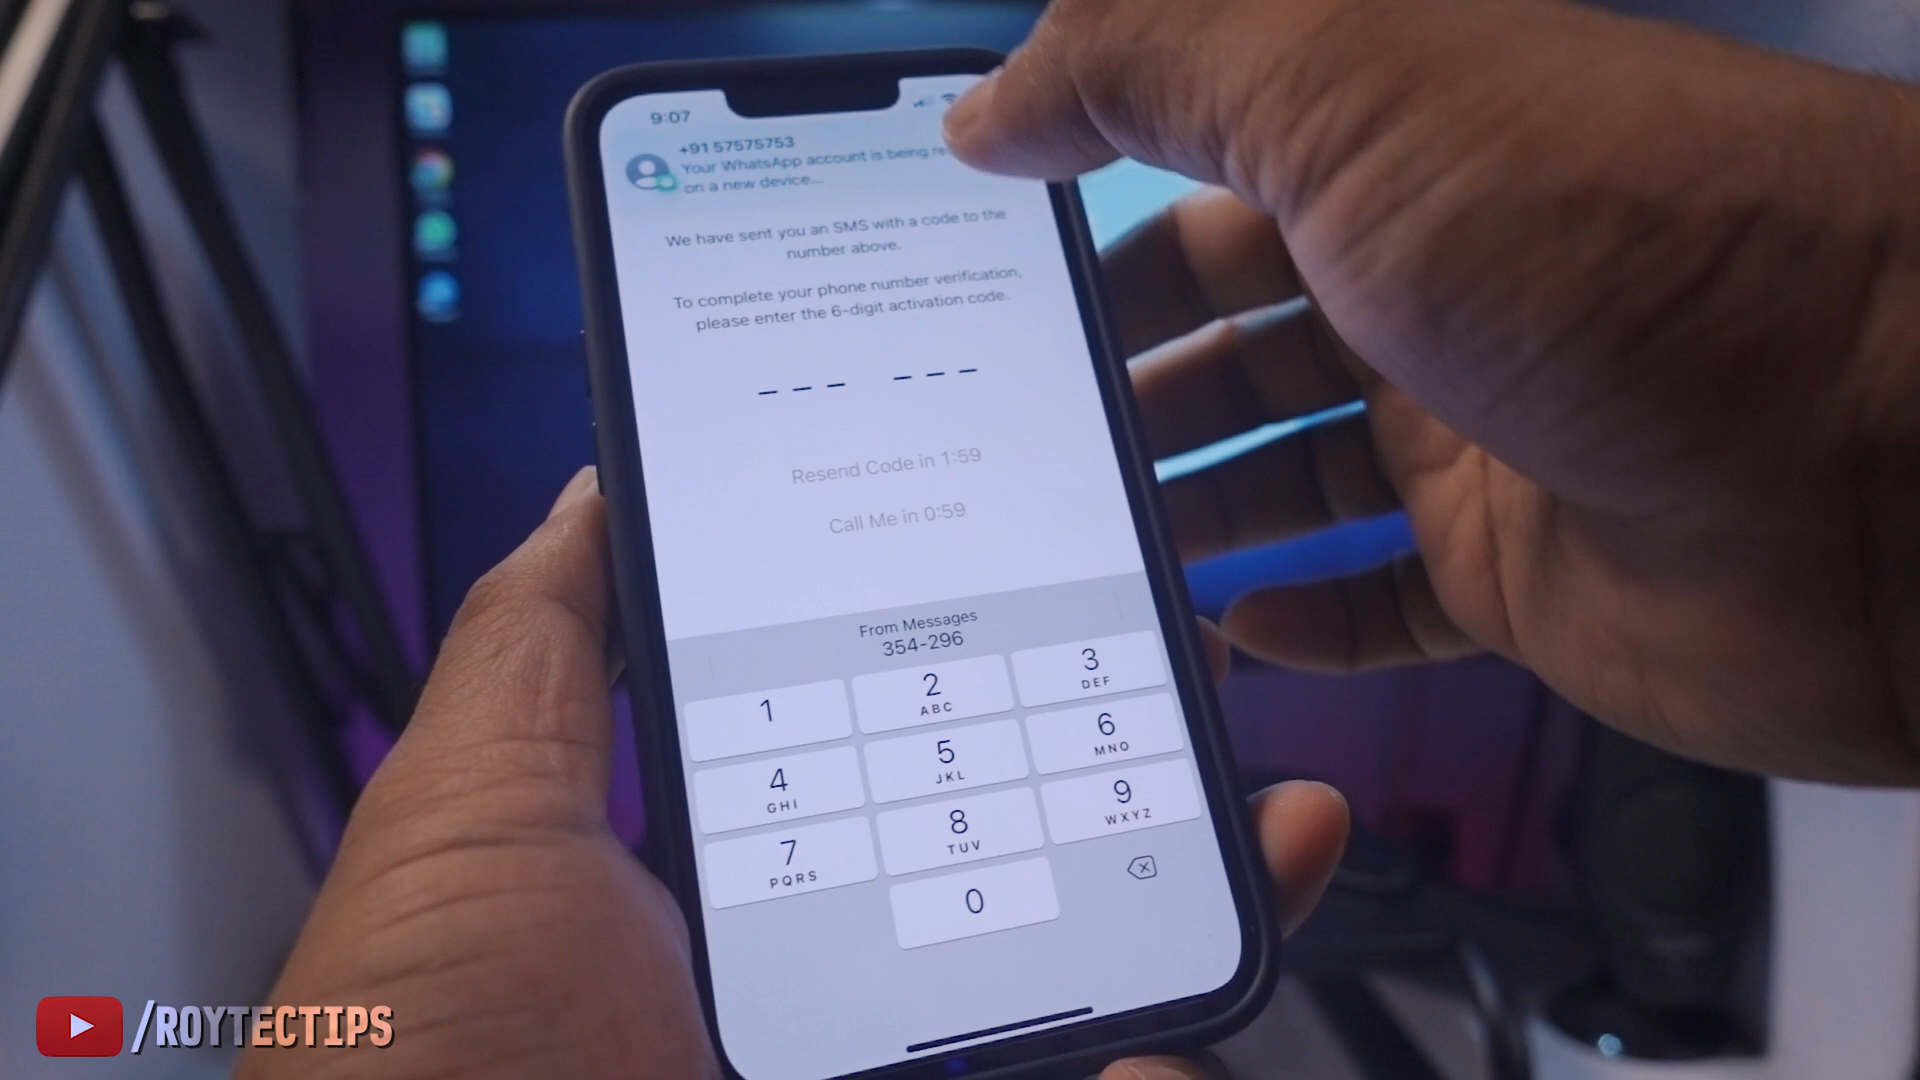 9:07
+91 57575753
Your WhatsApp account is being
on a new device...
We have sent you an SMS with a code to the
number above.
To complete your phone number verification,
please enter the 6-digit activation code.
Resend Code in 1:59
Call Me in 0:59
From Messages
354-296
1
2
ABC
3
DEF
4
GHI
5
JKL
6
MNO
7
PQRS
8
TUV
9
WXYZ
0
/ROYTECTIPS